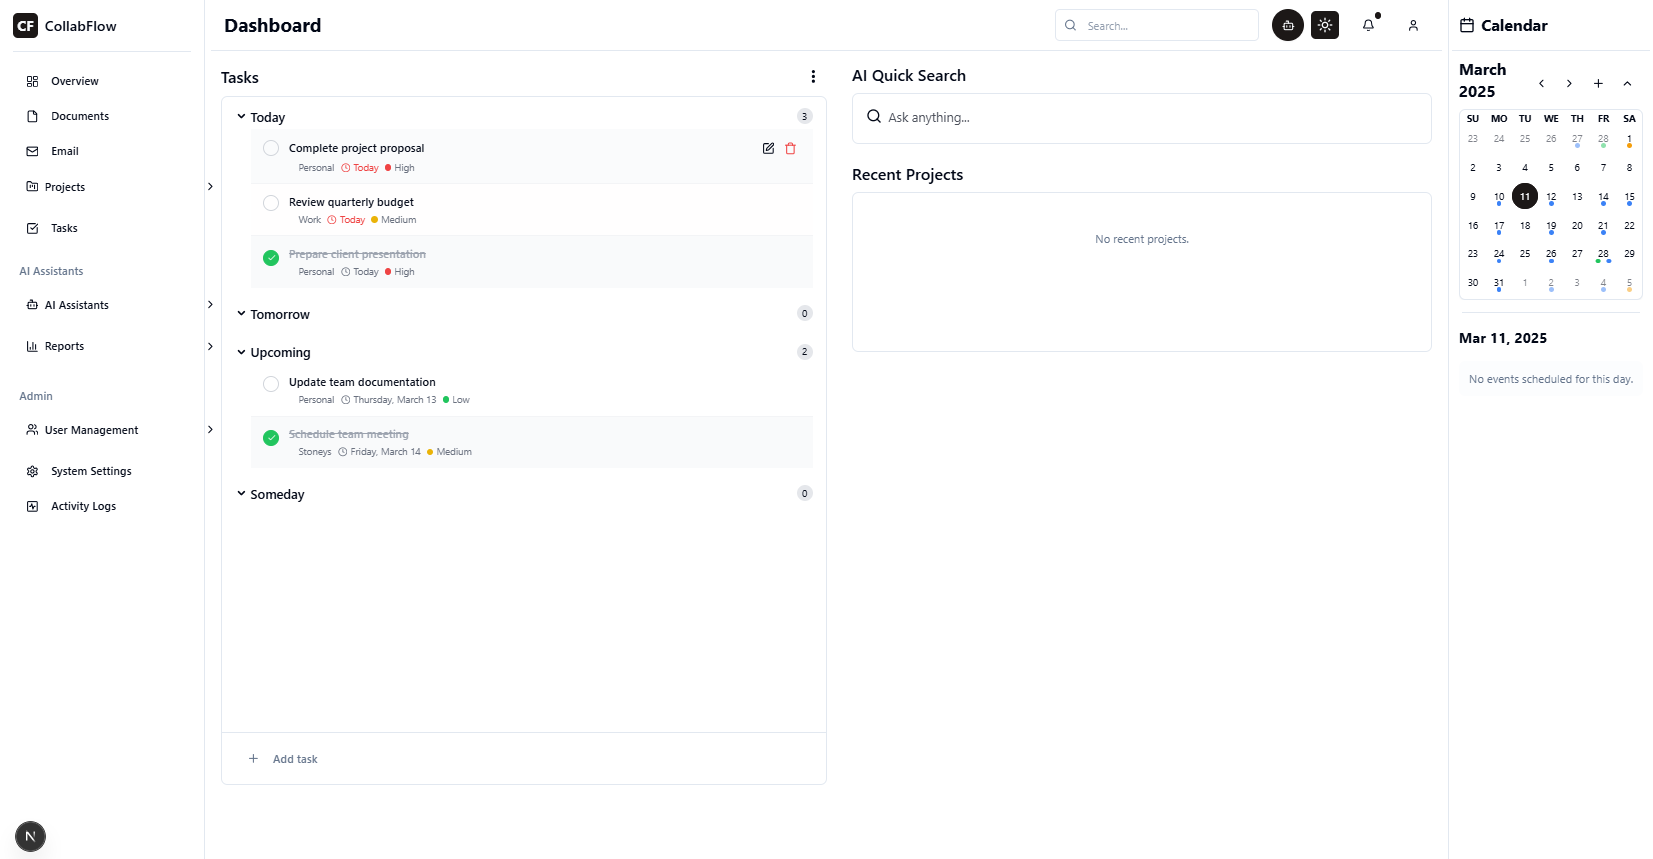 CF CollabFlow
Overview
Documents
Email
Projects
Tasks
AI Assistants
AI Assistants
Reports
Admin
User Management
System Settings
Activity Logs
N
Dashboard
Search...
Tasks
Today 3
Complete project proposal
Personal Today High
Review quarterly budget
Work Today Medium
Prepare client presentation
Personal Today High
Tomorrow 0
Upcoming 2
Update team documentation
Personal Thursday, March 13 Low
Schedule team meeting
Stoneys Friday, March 14 Medium
Someday 0
+ Add task
AI Quick Search
Ask anything...
Recent Projects
No recent projects.
Calendar
March
2025
SU MO TU WE TH FR SA
23 24 25 26 27 28 1
2 3 4 5 6 7 8
9 10 11 12 13 14 15
16 17 18 19 20 21 22
23 24 25 26 27 28 29
30 31 1 2 3 4 5
Mar 11, 2025
No events scheduled for this day.